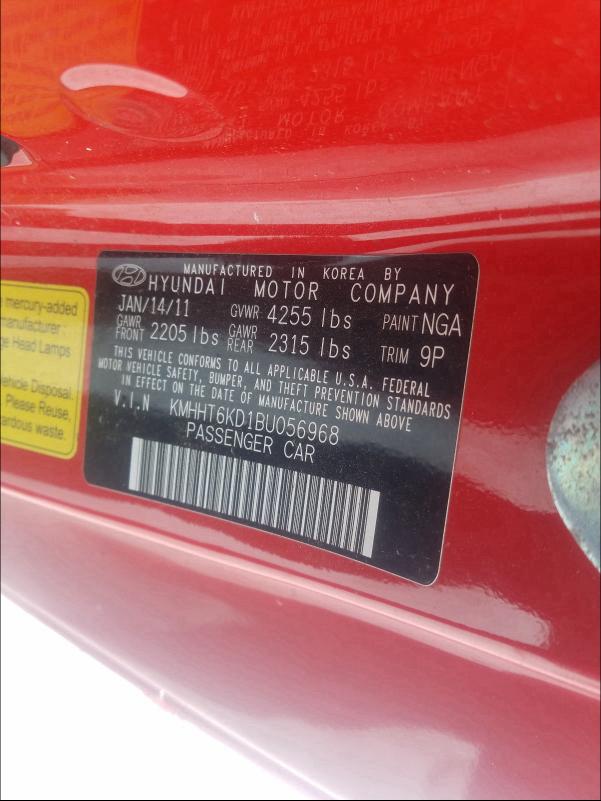 MANUFACTURED IN KOREA BY
HYUNDAI MOTOR COMPANY
JAN/14/11 GVWR 4255 lbs PAINT NGA
GAWR FRONT 2205 lbs GAWR REAR 2315 lbs TRIM 9P
THIS VEHICLE CONFORMS TO ALL APPLICABLE U.S.A. FEDERAL
MOTOR VEHICLE SAFETY, BUMPER, AND THEFT PREVENTION STANDARDS
IN EFFECT ON THE DATE OF MANUFACTURE SHOWN ABOVE
V.I.N KMHHT6KD1BU056968
PASSENGER CAR
mercury-added
manufacturer
Head Lamps
Vehicle Disposal.
Please Reuse,
hazardous waste.